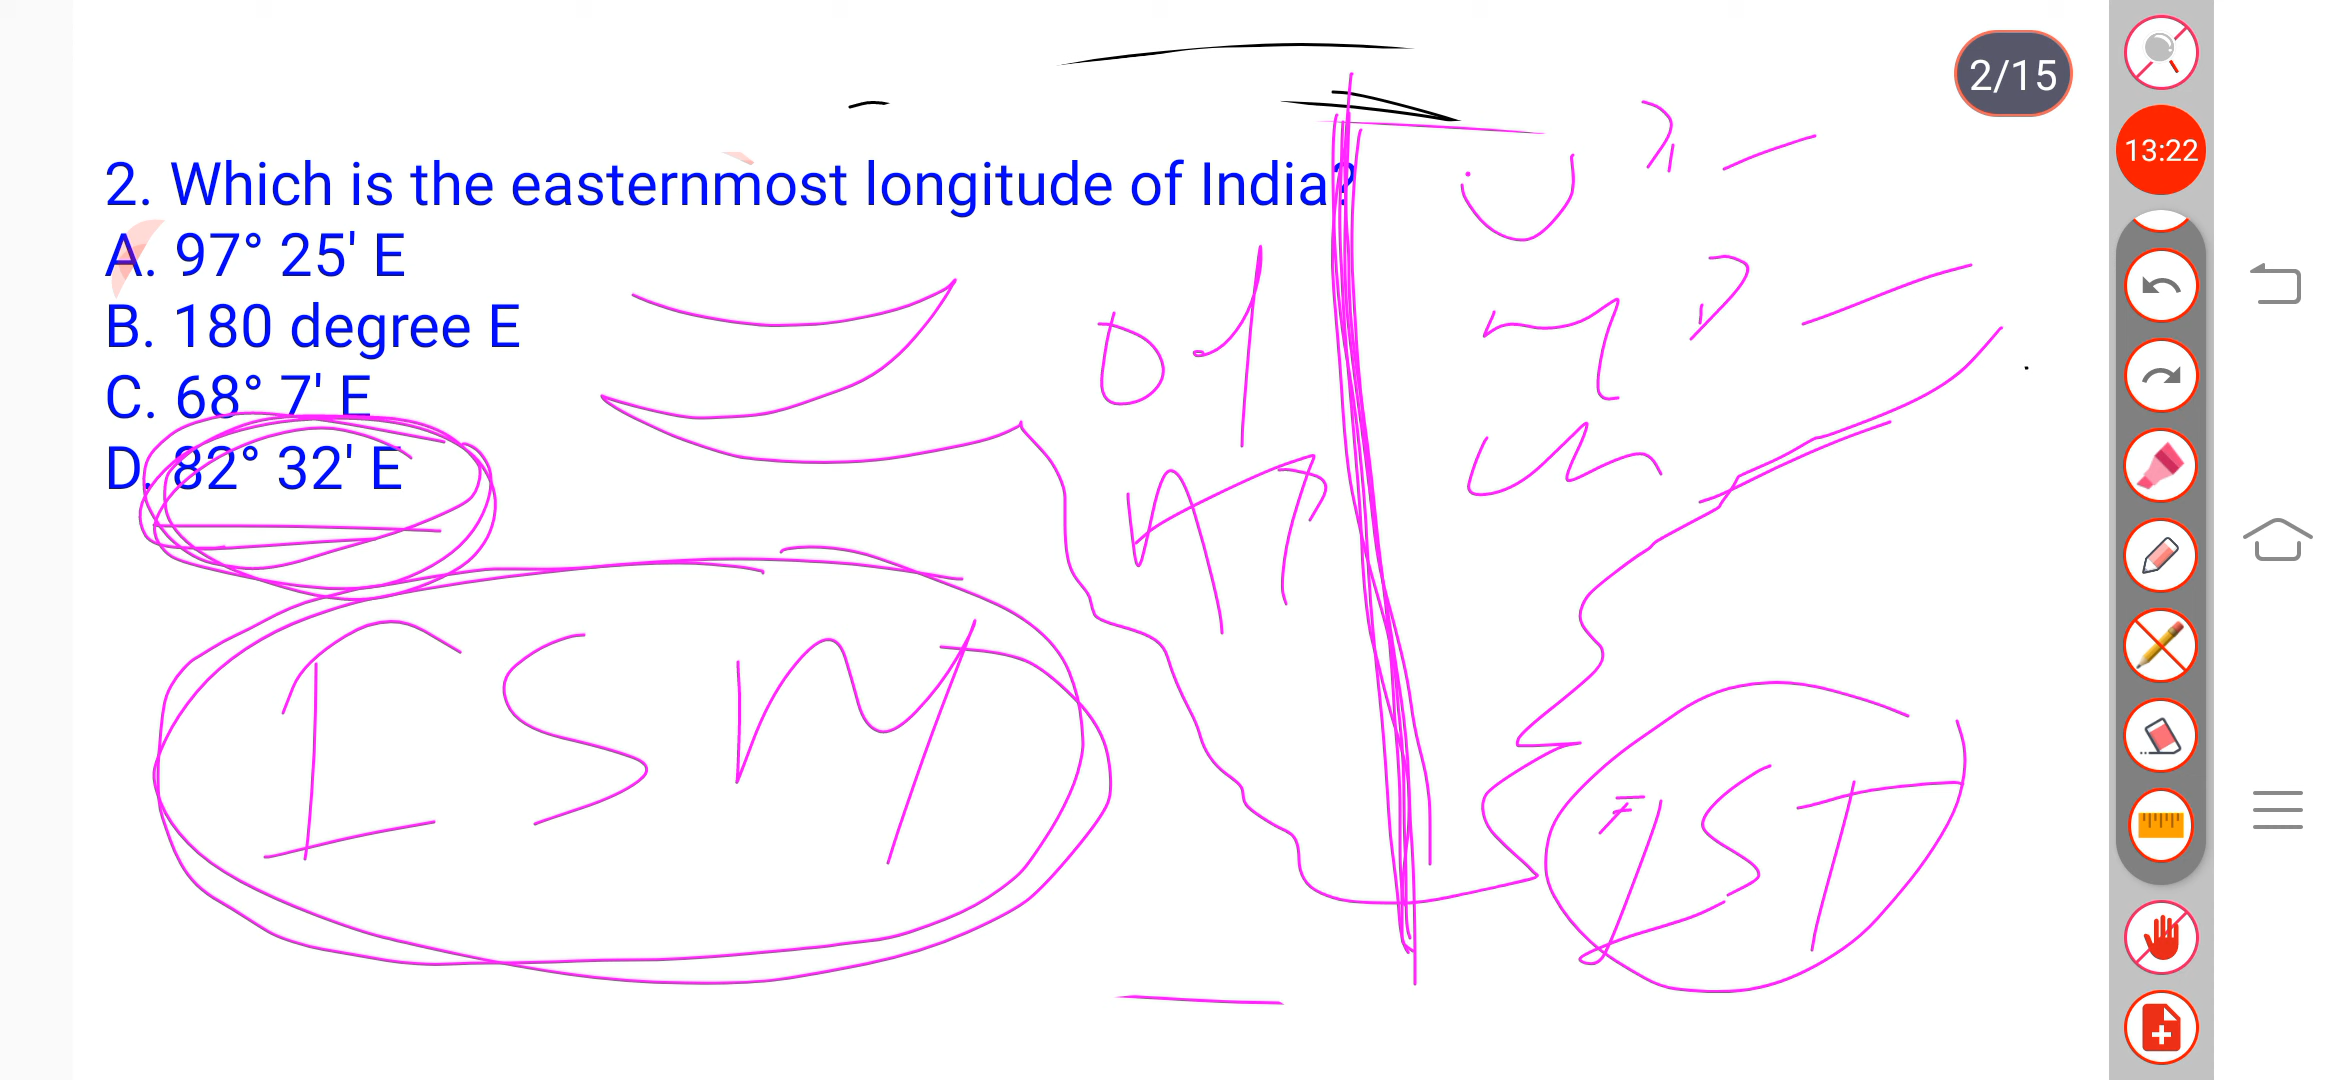 2/15
13:22
2. Which is the easternmost longitude of India?
A. 97° 25' E
B. 180 degree E
C. 68° 7' E
D. 82° 32' E
ISM
IST